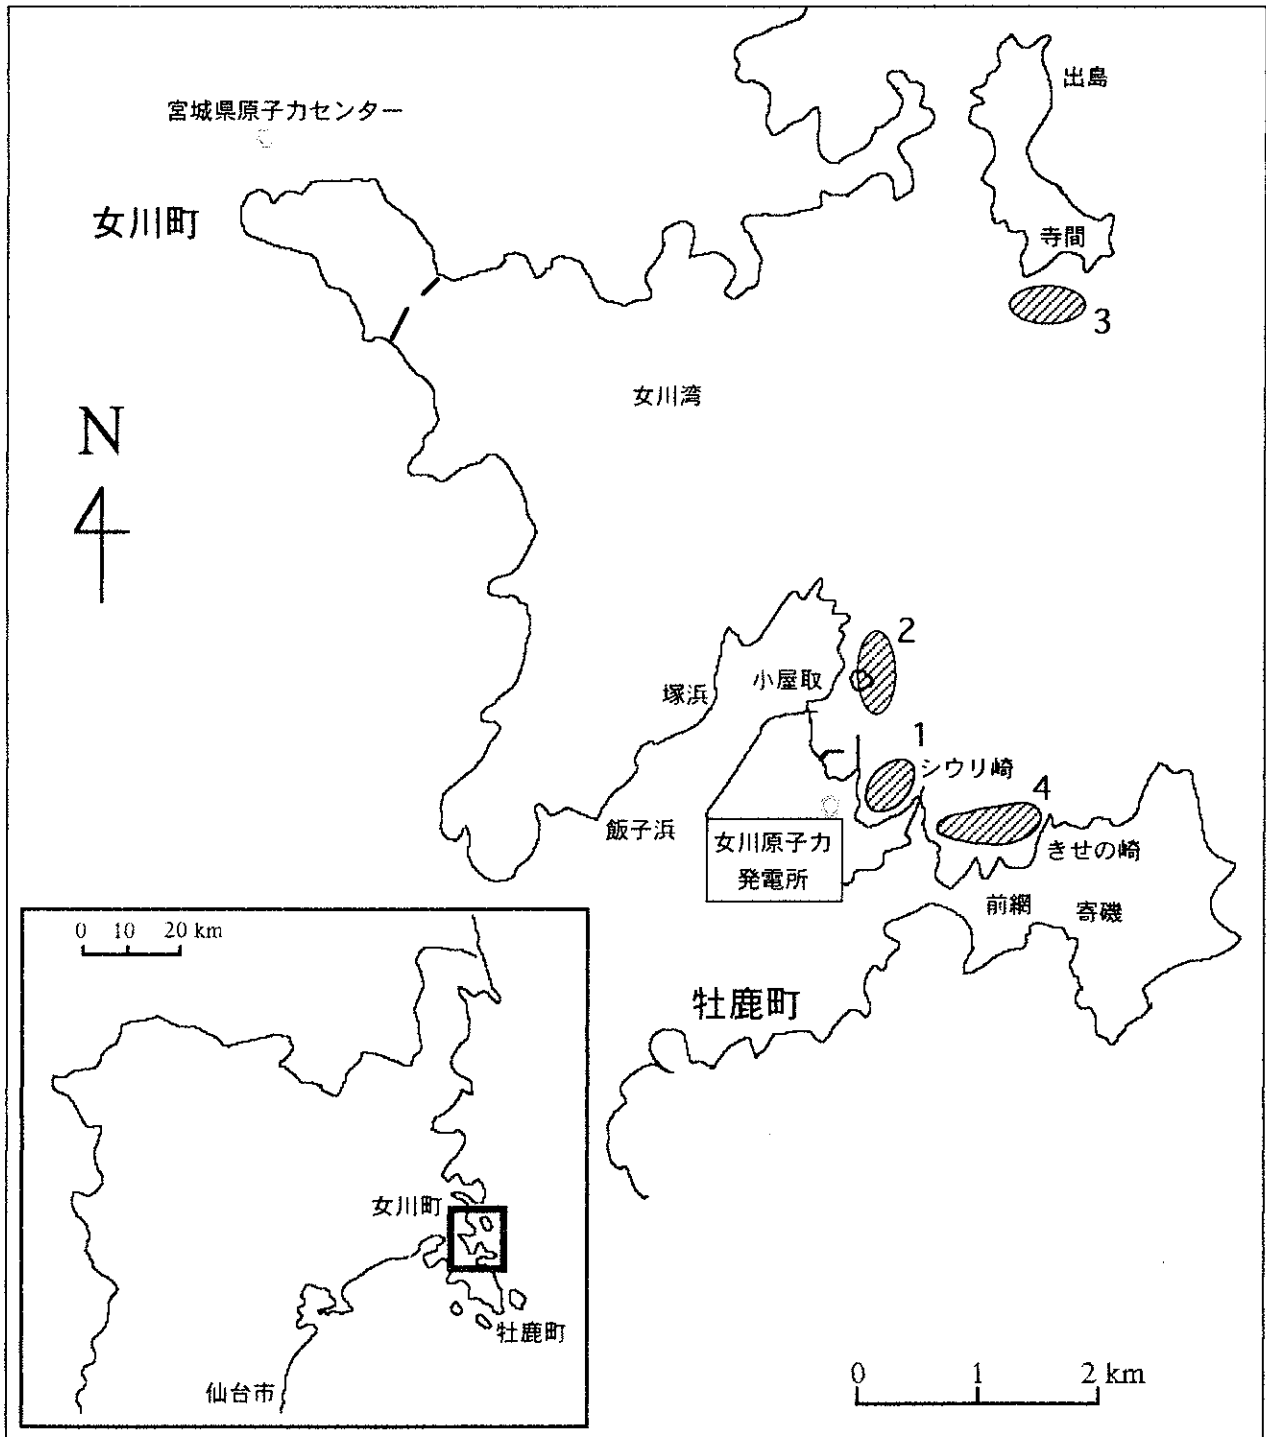 出島
宮城県原子力センター
女川町
寺間
3
女川湾
N
2
塚浜
小屋取
1
シウリ崎
4
飯子浜
女川原子力
発電所
きせの崎
前網
寄磯
牡鹿町
0 10 20 km
女川町
牡鹿町
仙台市
0 1 2 km